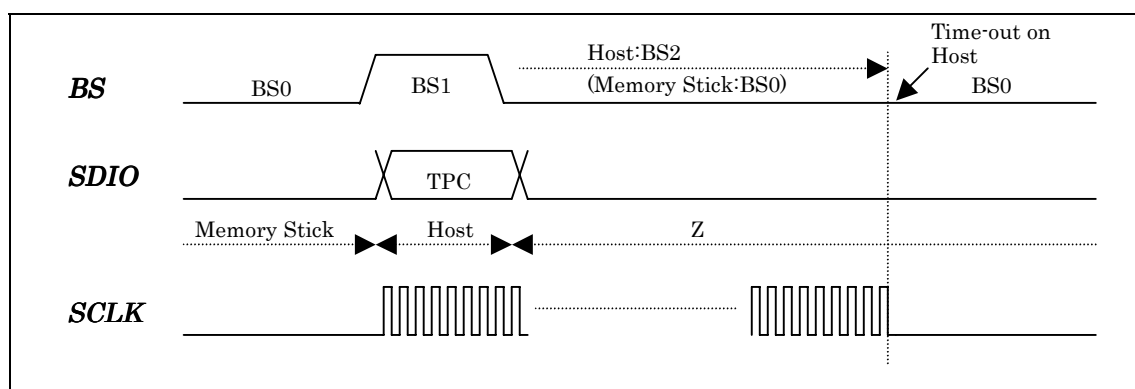 Time-out on
Host
Host:BS2
(Memory Stick:BS0)
BS
BS0
BS1
BS0
SDIO
TPC
Memory Stick
Host
Z
SCLK